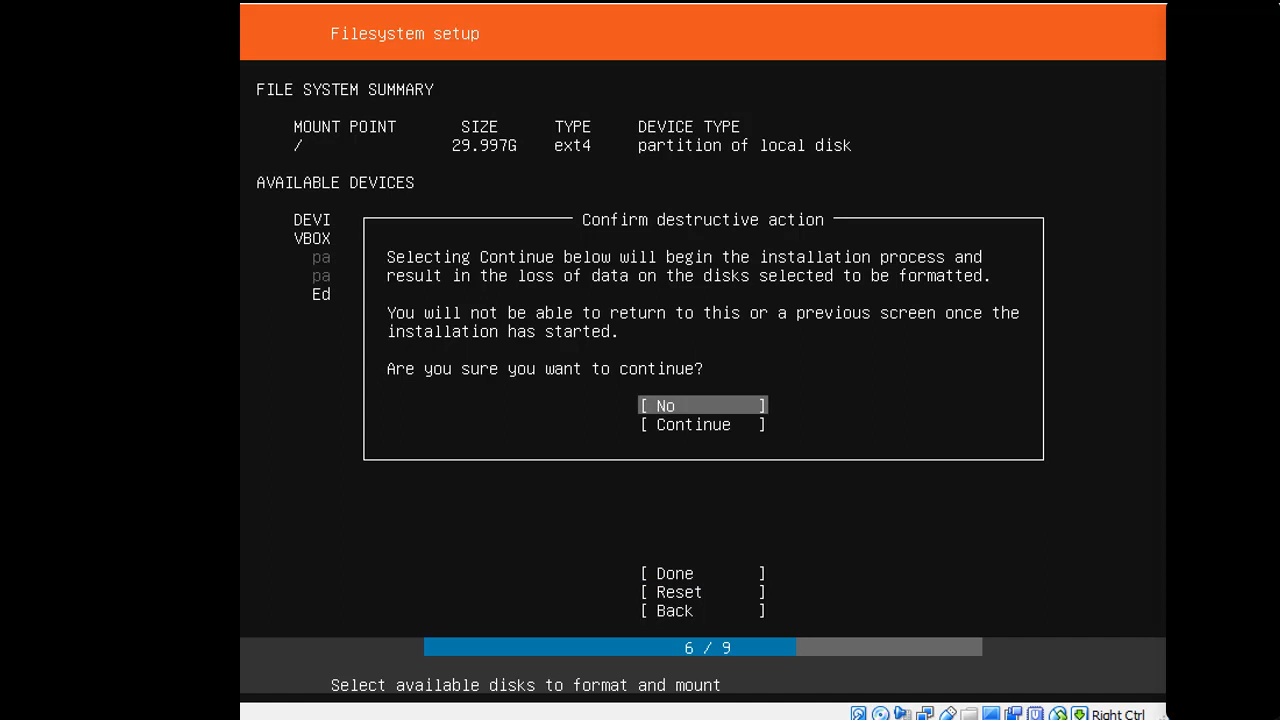 Filesystem setup
FILE SYSTEM SUMMARY
MOUNT POINT SIZE TYPE DEVICE TYPE
/ 29.997G ext4 partition of local disk
AVAILABLE DEVICES
DEVI
VBOX
pa
pa
Ed
Confirm destructive action
Selecting Continue below will begin the installation process and
result in the loss of data on the disks selected to be formatted.
You will not be able to return to this or a previous screen once the
installation has started.
Are you sure you want to continue?
[ No ]
[ Continue ]
[ Done ]
[ Reset ]
[ Back ]
6 / 9
Select available disks to format and mount
Right Ctrl